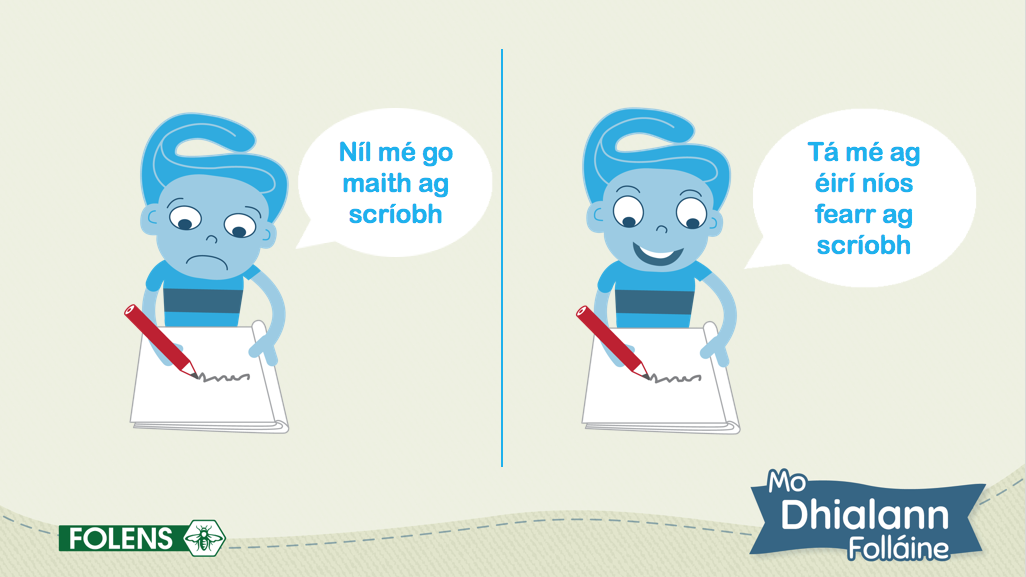 Níl mé go
maith ag
scríobh
Tá mé ag
éirí níos
fearr ag
scríobh
FOLENS
Mo
Dhialann
Folláine